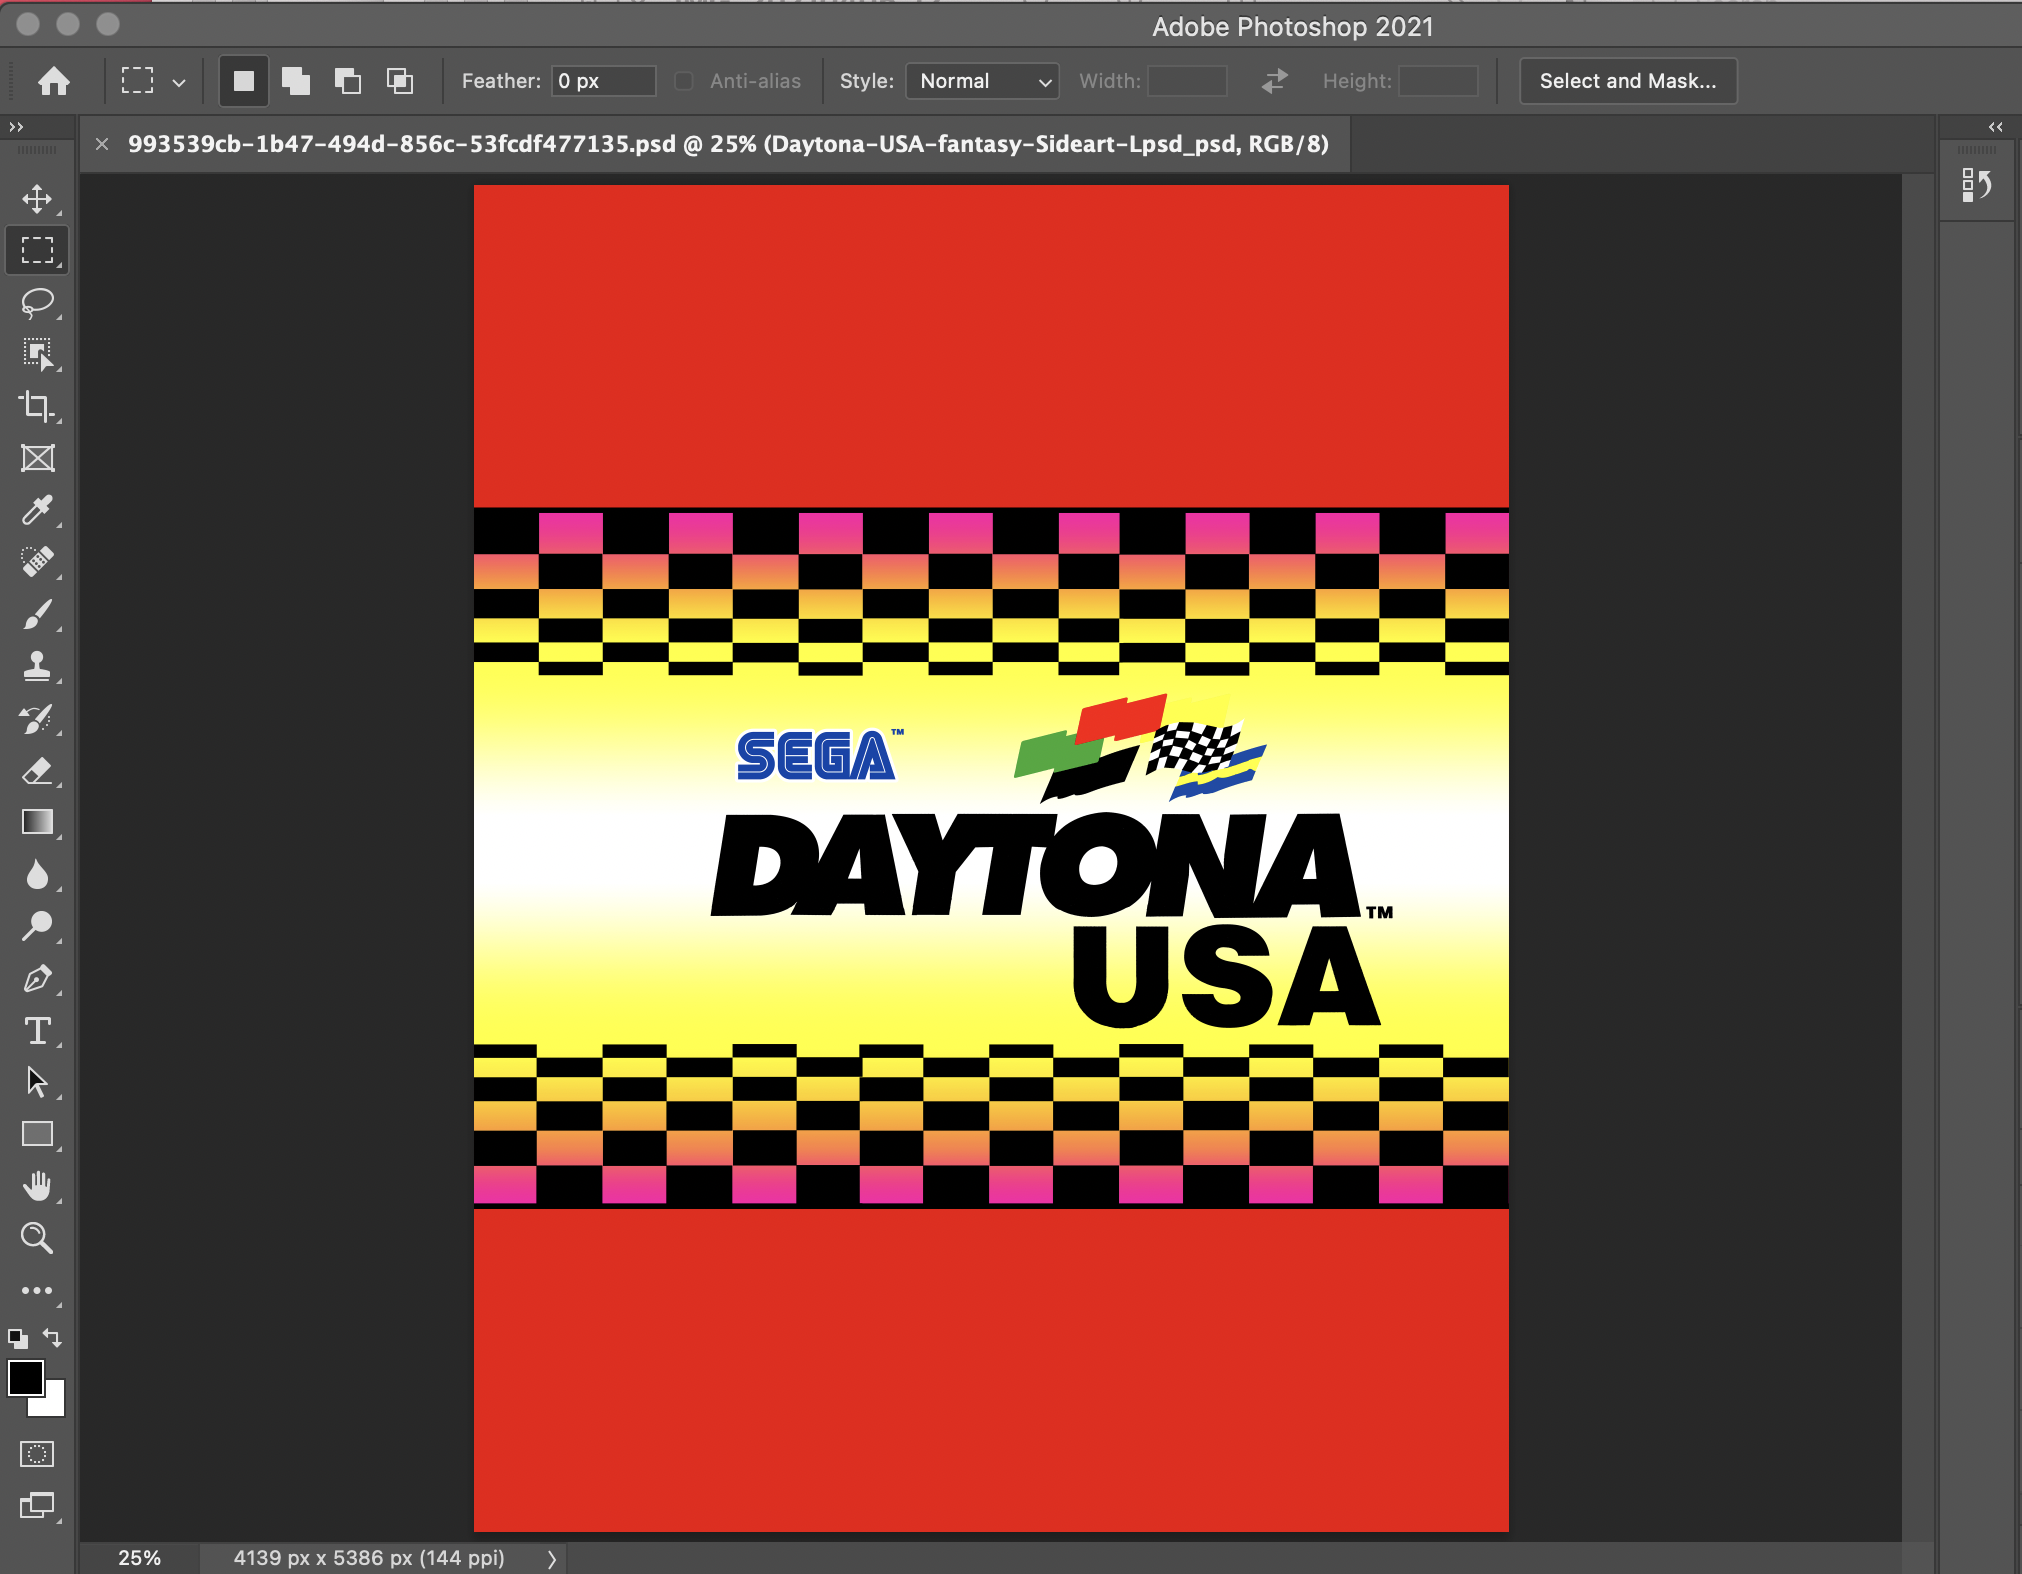 Adobe Photoshop 2021
Feather: 0 px Anti-alias Style: Normal Width: Height: Select and Mask...
993539cb-1b47-494d-856c-53fcdf477135.psd @ 25% (Daytona-USA-fantasy-Sideart-Lpsd_psd, RGB/8)
SEGA™
DAYTONA™
USA
25% 4139 px x 5386 px (144 ppi)